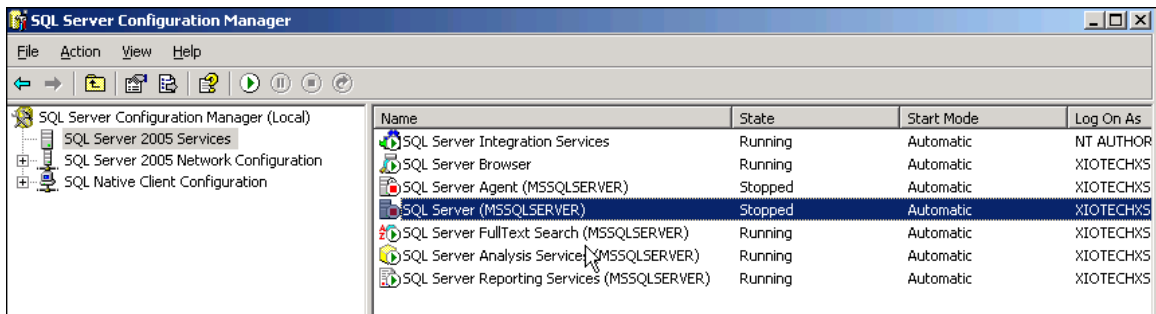 SQL Server Configuration Manager
File Action View Help
SQL Server Configuration Manager (Local)
SQL Server 2005 Services
SQL Server 2005 Network Configuration
SQL Native Client Configuration
Name State Start Mode Log On As
SQL Server Integration Services Running Automatic NT AUTHOR
SQL Server Browser Running Automatic XIOTECHXS
SQL Server Agent (MSSQLSERVER) Stopped Automatic XIOTECHXS
SQL Server (MSSQLSERVER) Stopped Automatic XIOTECHXS
SQL Server FullText Search (MSSQLSERVER) Running Automatic XIOTECHXS
SQL Server Analysis Services (MSSQLSERVER) Running Automatic XIOTECHXS
SQL Server Reporting Services (MSSQLSERVER) Running Automatic XIOTECHXS